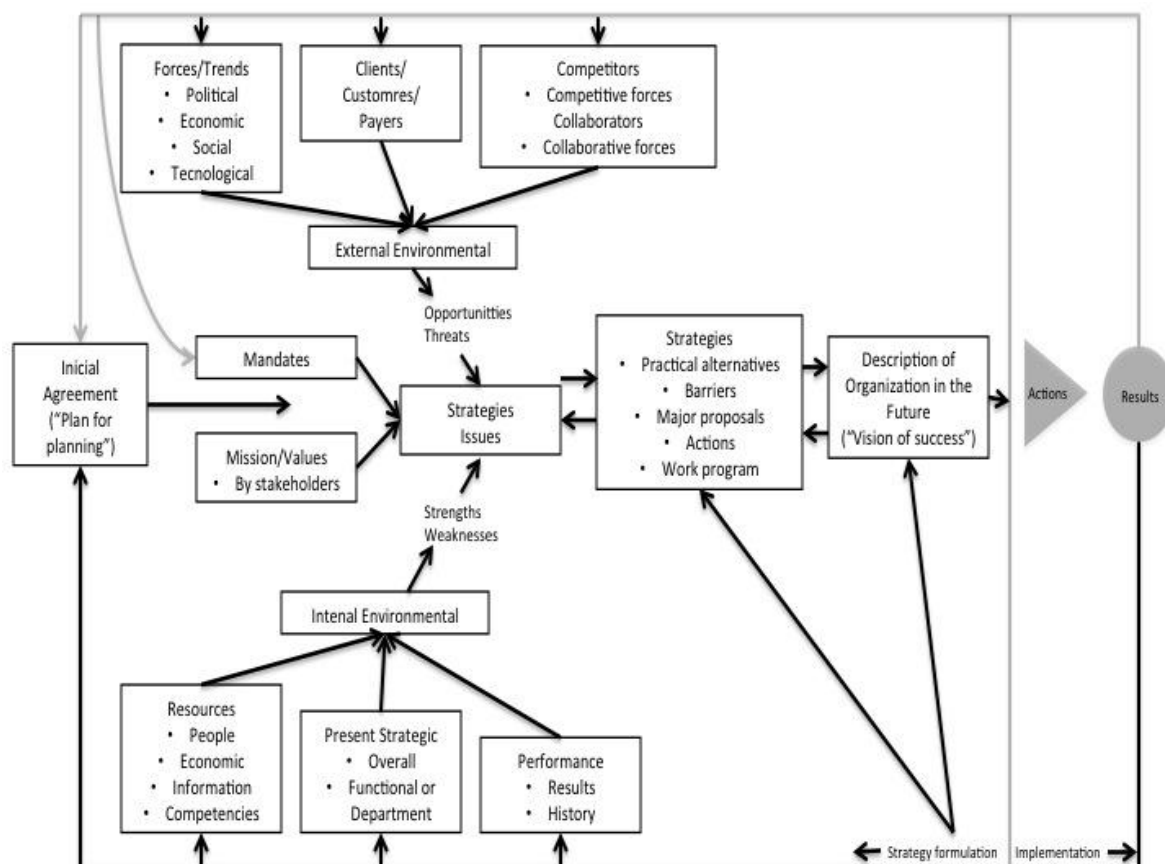 Forces/Trends
• Political
• Economic
• Social
• Tecnological
Clients/
Customres/
Payers
Competitors
• Competitive forces
Collaborators
• Collaborative forces
External Environmental
Opportunitties
Threats
Inicial
Agreement
("Plan for
planning")
Mandates
Mission/Values
• By stakeholders
Strategies
Issues
Strategies
• Practical alternatives
• Barriers
• Major proposals
• Actions
• Work program
Description of
Organization in the
Future
("Vision of success")
Actions
Results
Strengths
Weaknesses
Intenal Environmental
Resources
• People
• Economic
• Information
• Competencies
Present Strategic
• Overall
• Functional or
Department
Performance
• Results
• History
Strategy formulation
Implementation